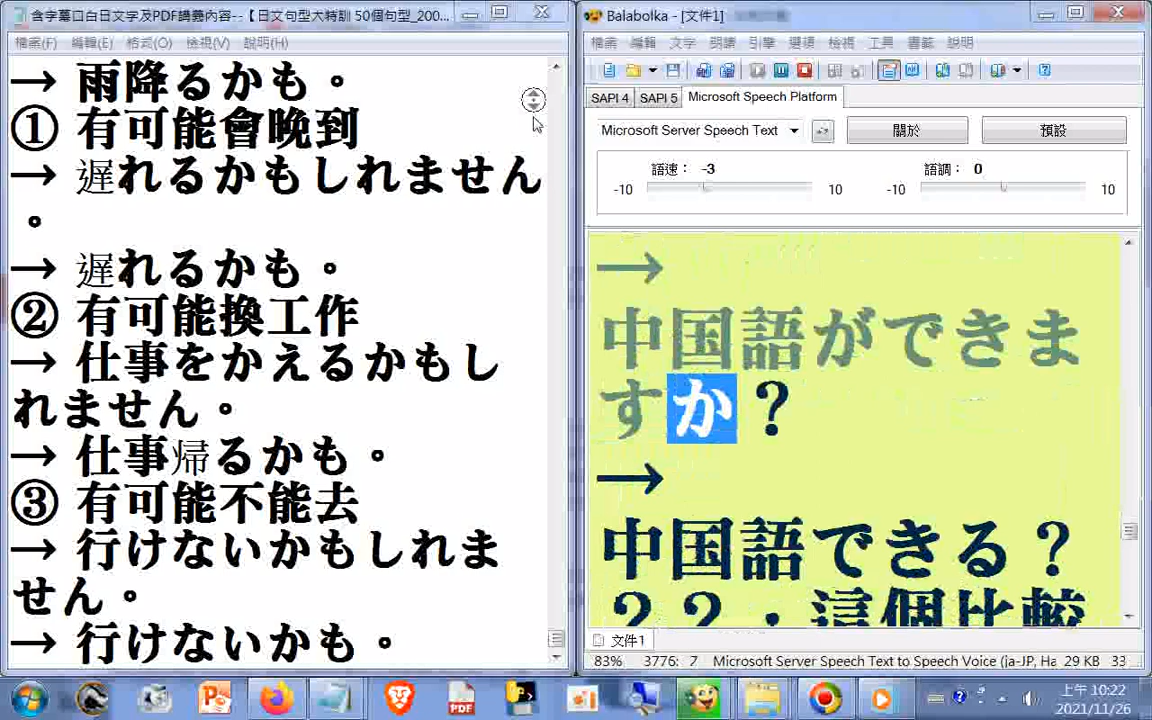 含字幕口白日文字及PDF講義內容--【日文句型大特訓 50個句型_200...
檔案(F) 編輯(E) 格式(O) 檢視(V) 說明(H)
→ 雨降るかも。
① 有可能會晚到
→ 遅れるかもしれません
。
→ 遅れるかも。
② 有可能換工作
→ 仕事をかえるかもし
れません。
→ 仕事帰るかも。
③ 有可能不能去
→ 行けないかもしれま
せん。
→ 行けないかも。
Balabolka - [文件1]
檔案 編輯 文字 朗讀 引擎 選項 檢視 工具 書籤 說明
SAPI 4 SAPI 5 Microsoft Speech Platform
Microsoft Server Speech Text 關於 預設
語速： -3 語調： 0
-10 10 -10 10
→
中国語ができま
すか？
→
中国語できる？
２２．這個比較
文件1
83% 3776: 7 Microsoft Server Speech Text to Speech Voice (ja-JP, Ha 29 KB 33
PDF
上午 10:22
2021/11/26